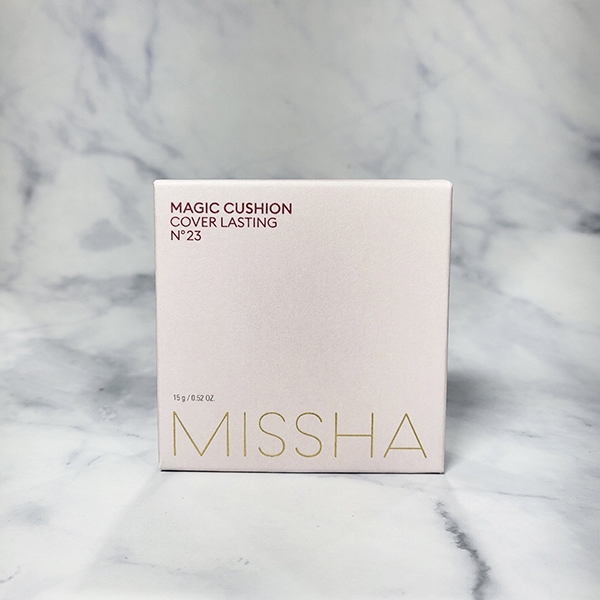 MAGIC CUSHION
COVER LASTING
N°23
15 g / 0.52 OZ.
MISSHA